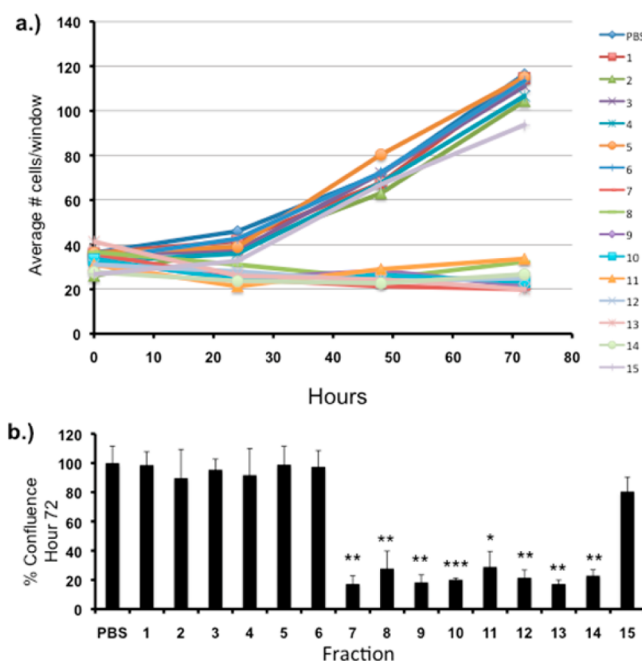 a.)
140
120
100
80
60
40
20
0
Average # cells/window
0 10 20 30 40 50 60 70 80
Hours
PBS
1
2
3
4
5
6
7
8
9
10
11
12
13
14
15
b.)
120
100
80
60
40
20
0
% Confluence
Hour 72
** ** ** *** * ** ** **
PBS 1 2 3 4 5 6 7 8 9 10 11 12 13 14 15
Fraction